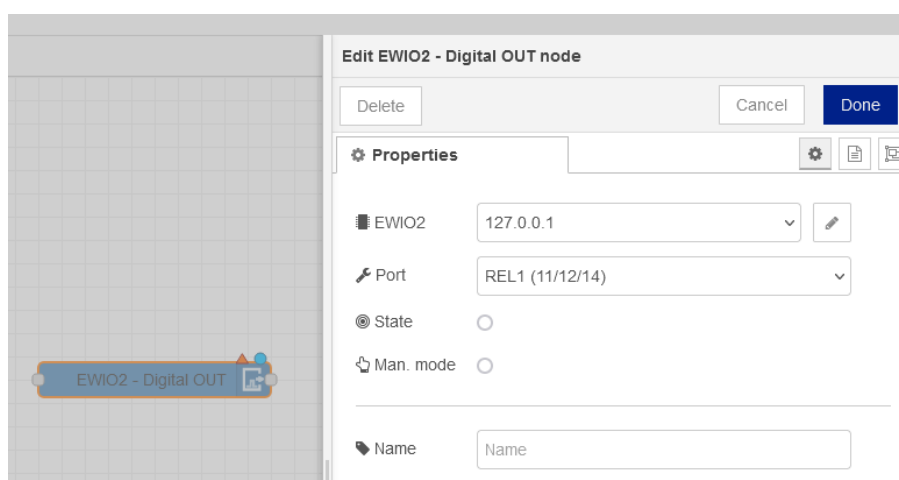 Edit EWIO2 - Digital OUT node
Delete
Cancel
Done
Properties
EWIO2
127.0.0.1
Port
REL1 (11/12/14)
State
Man. mode
EWIO2 - Digital OUT
Name
Name